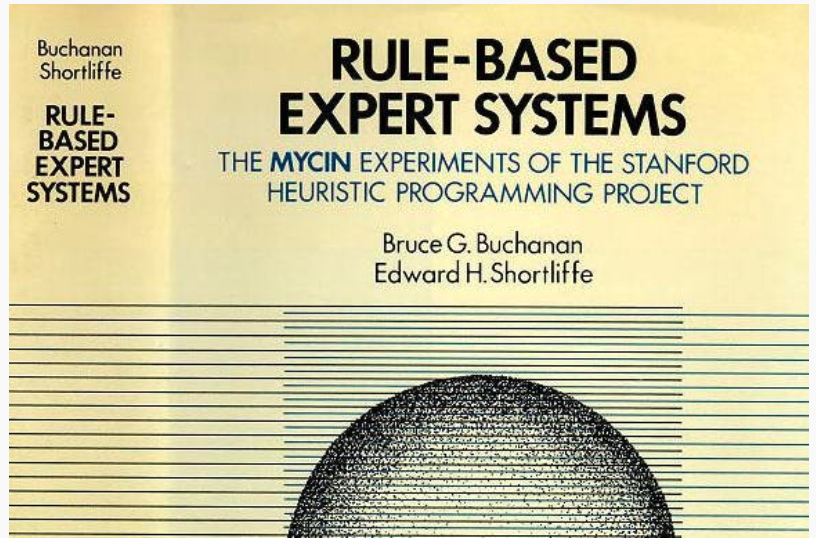 Buchanan
Shortliffe
RULE-
BASED
EXPERT
SYSTEMS
RULE-BASED
EXPERT SYSTEMS
THE MYCIN EXPERIMENTS OF THE STANFORD
HEURISTIC PROGRAMMING PROJECT
Bruce G. Buchanan
Edward H. Shortliffe